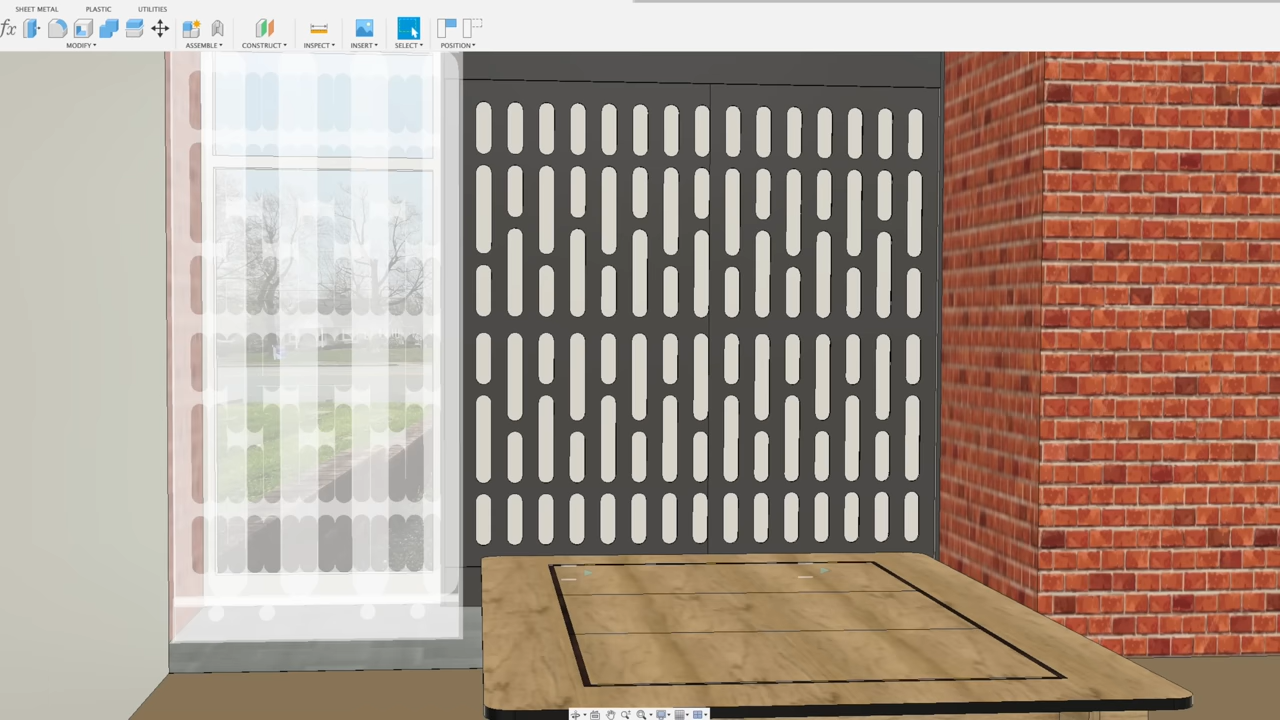 SHEET METAL PLASTIC UTILITIES
fx
MODIFY ASSEMBLE CONSTRUCT INSPECT INSERT SELECT POSITION